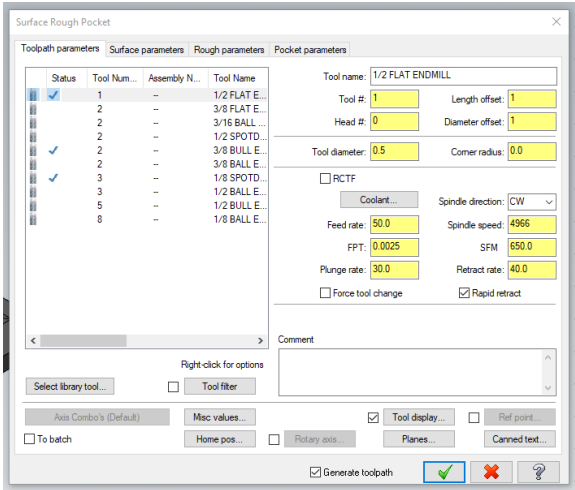 Surface Rough Pocket
Toolpath parameters Surface parameters Rough parameters Pocket parameters
Status Tool Num... Assembly N... Tool Name
1 -- 1/2 FLAT E...
2 -- 3/8 FLAT E...
2 -- 3/16 BALL ...
2 -- 1/2 SPOTD...
2 -- 3/8 BULL E...
2 -- 3/8 BALL E...
3 -- 1/8 SPOTD...
3 -- 1/2 BALL E...
5 -- 1/2 BULL E...
8 -- 1/8 BALL E...
Right-click for options
Select library tool... Tool filter
Tool name: 1/2 FLAT ENDMILL
Tool #: 1 Length offset: 1
Head #: 0 Diameter offset: 1
Tool diameter: 0.5 Corner radius: 0.0
RCTF
Coolant... Spindle direction: CW
Feed rate: 50.0 Spindle speed: 4966
FPT: 0.0025 SFM 650.0
Plunge rate: 30.0 Retract rate: 40.0
Force tool change Rapid retract
Comment
Axis Combo's (Default) Misc values... Tool display... Ref point...
To batch Home pos... Rotary axis... Planes... Canned text...
Generate toolpath